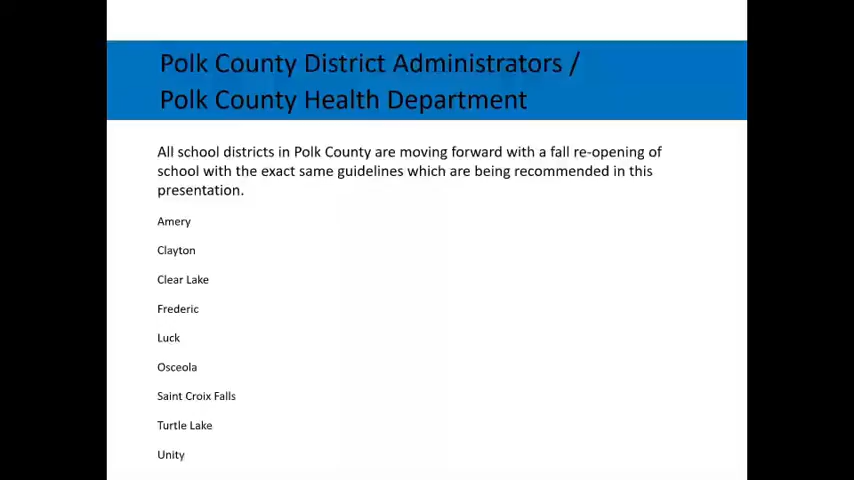 Polk County District Administrators /
Polk County Health Department
All school districts in Polk County are moving forward with a fall re-opening of
school with the exact same guidelines which are being recommended in this
presentation.
Amery
Clayton
Clear Lake
Frederic
Luck
Osceola
Saint Croix Falls
Turtle Lake
Unity